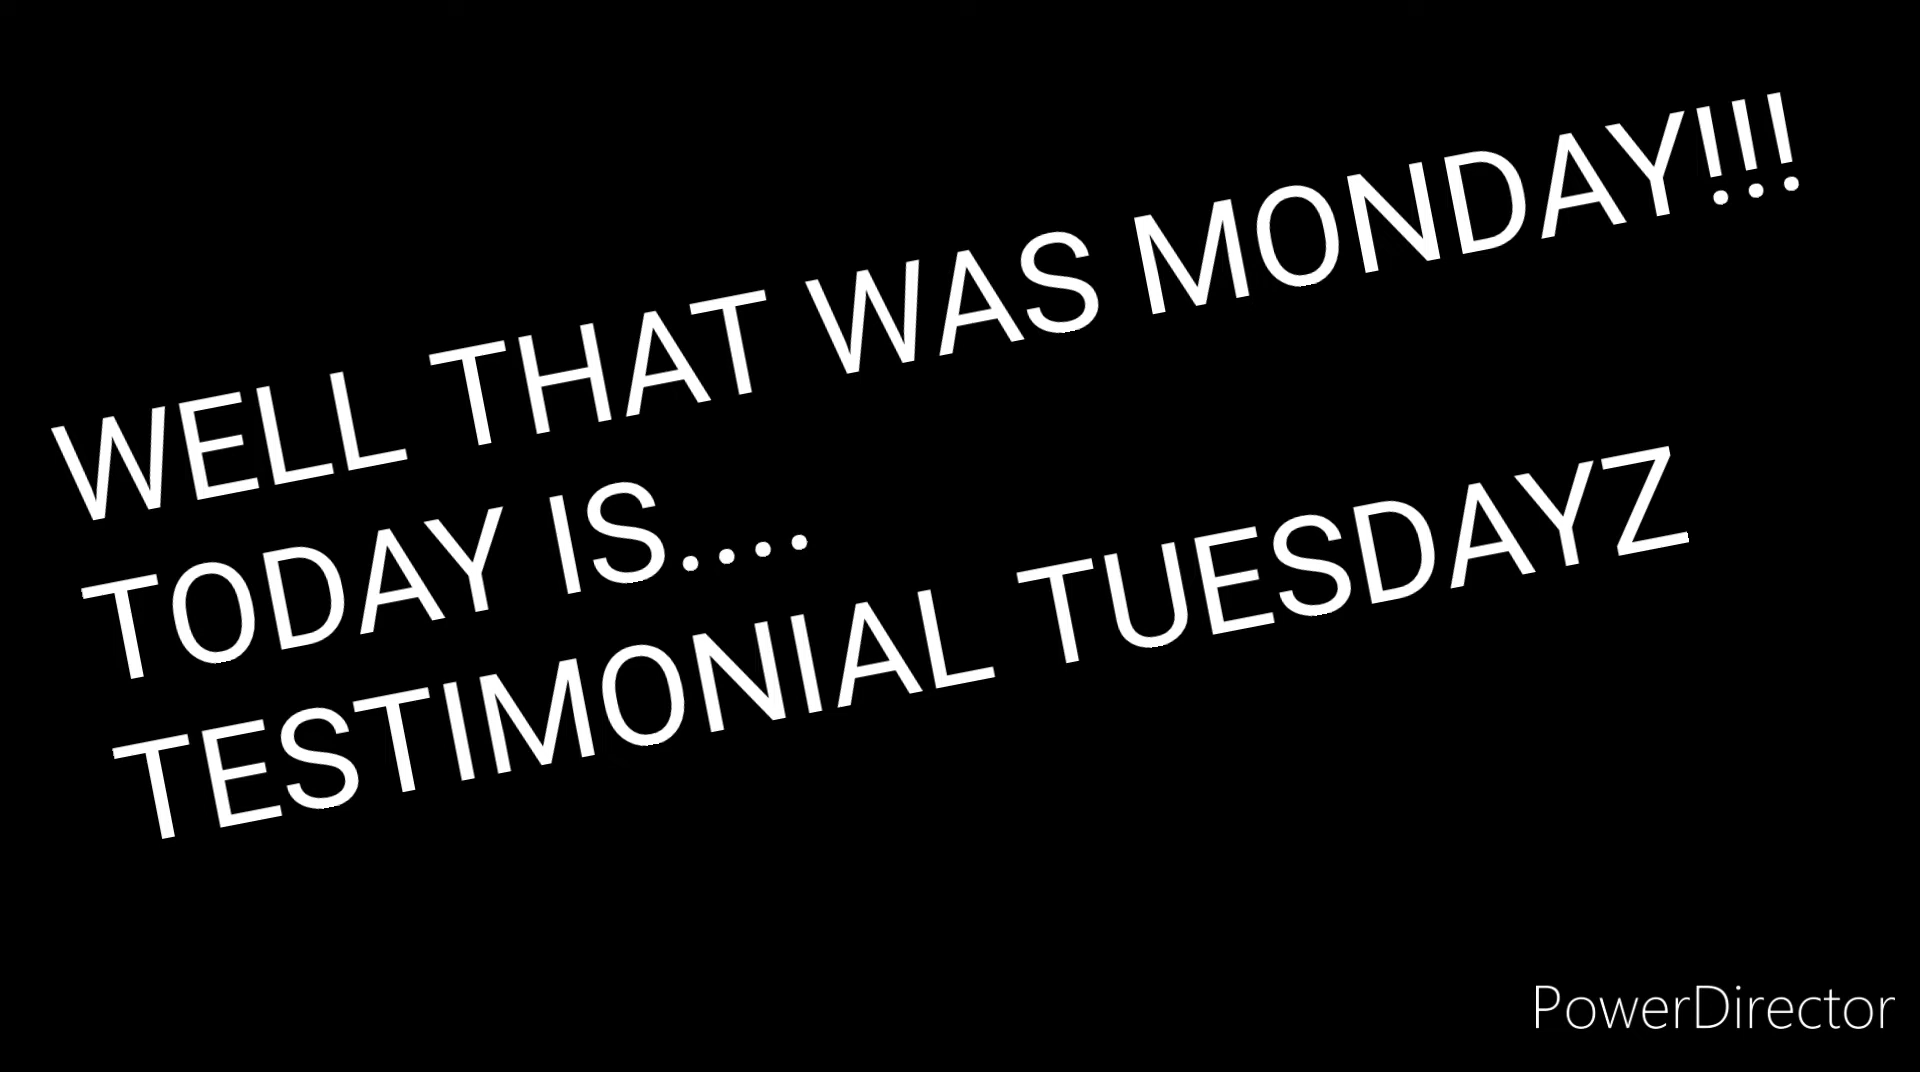 WELL THAT WAS MONDAY!!!
TODAY IS....
TESTIMONIAL TUESDAYZ
PowerDirector